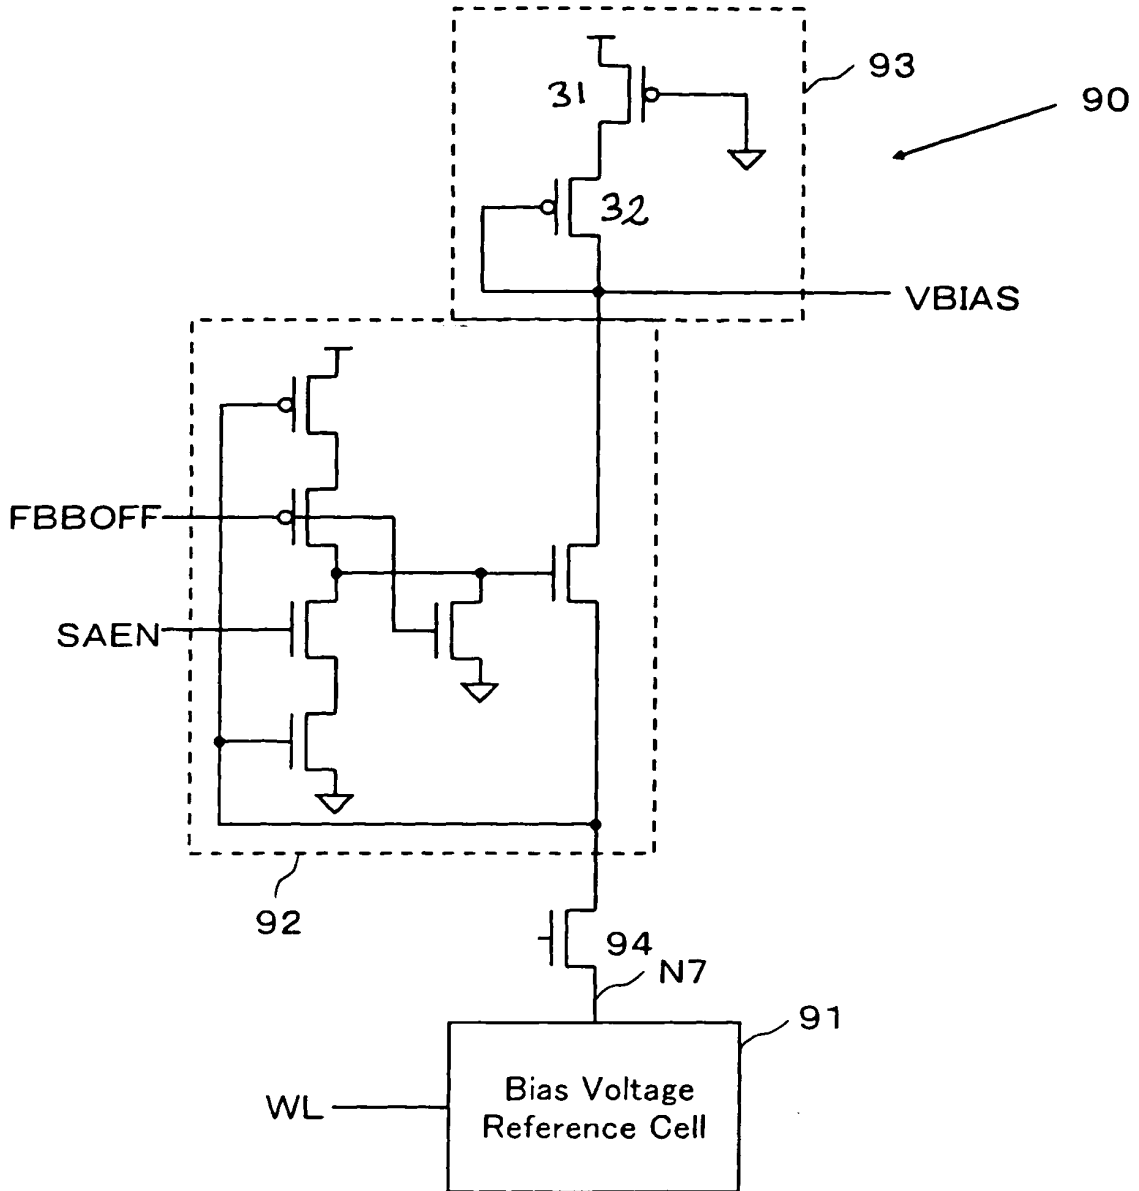 93
31
90
32
VBIAS
FBBOFF
SAEN
92
94
N7
91
Bias Voltage
Reference Cell
WL